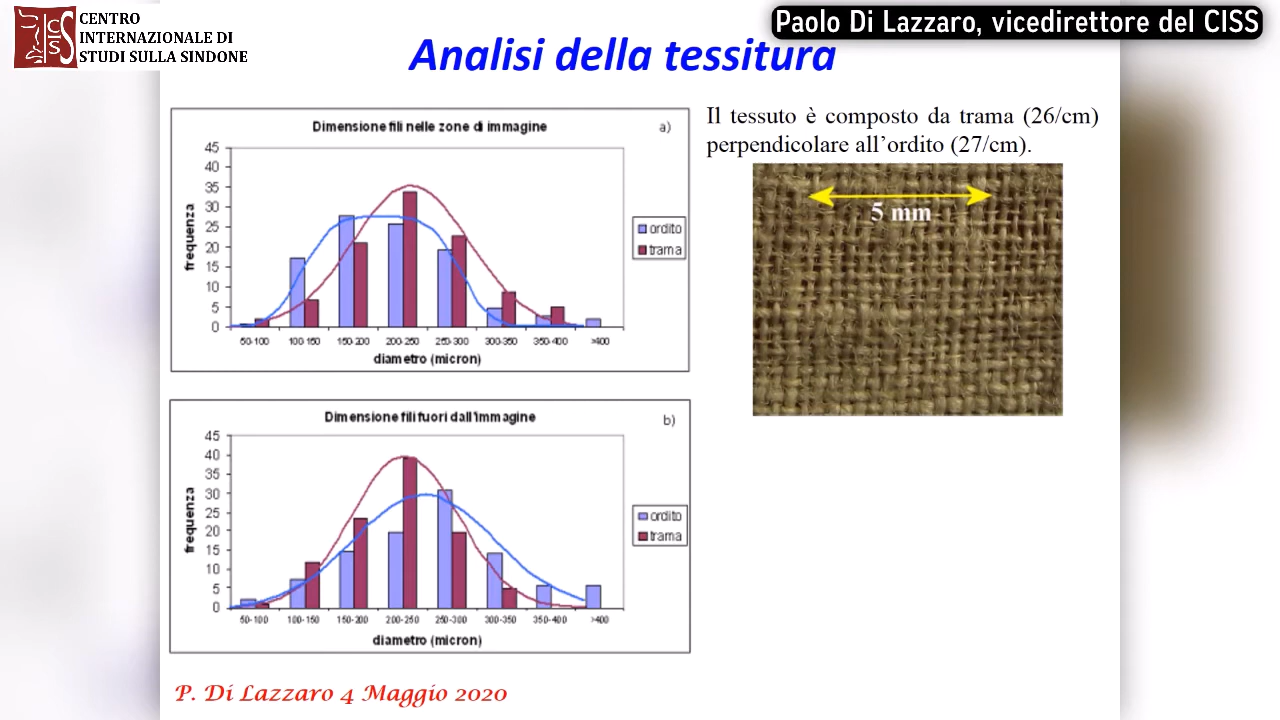 CENTRO
INTERNAZIONALE DI
STUDI SULLA SINDONE
Paolo Di Lazzaro, vicedirettore del CISS
Analisi della tessitura
Dimensione fili nelle zone di immagine
a)
45
40
35
30
25
20
15
10
5
0
frequenza
50-100 100-150 150-200 200-250 250-300 300-350 350-400 >400
diametro (micron)
ordito
trama
Il tessuto è composto da trama (26/cm)
perpendicolare all'ordito (27/cm).
5 mm
Dimensione fili fuori dall'immagine
b)
45
40
35
30
25
20
15
10
5
0
frequenza
50-100 100-150 150-200 200-250 250-300 300-350 350-400 >400
diametro (micron)
ordito
trama
P. Di Lazzaro 4 Maggio 2020